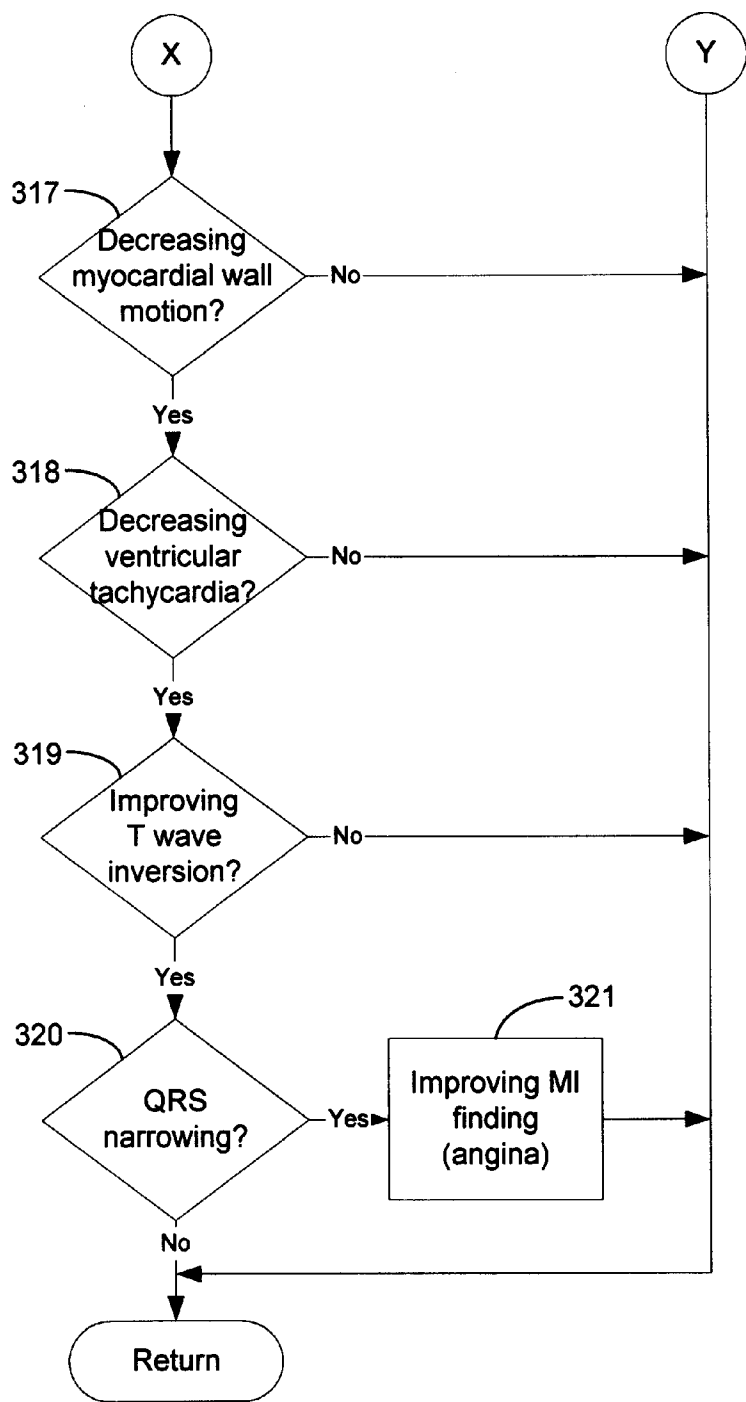 X
Y
317
Decreasing
myocardial wall
motion?
No
Yes
318
Decreasing
ventricular
tachycardia?
No
Yes
319
Improving
T wave
inversion?
No
Yes
320
QRS
narrowing?
Yes
321
Improving MI
finding
(angina)
No
Return